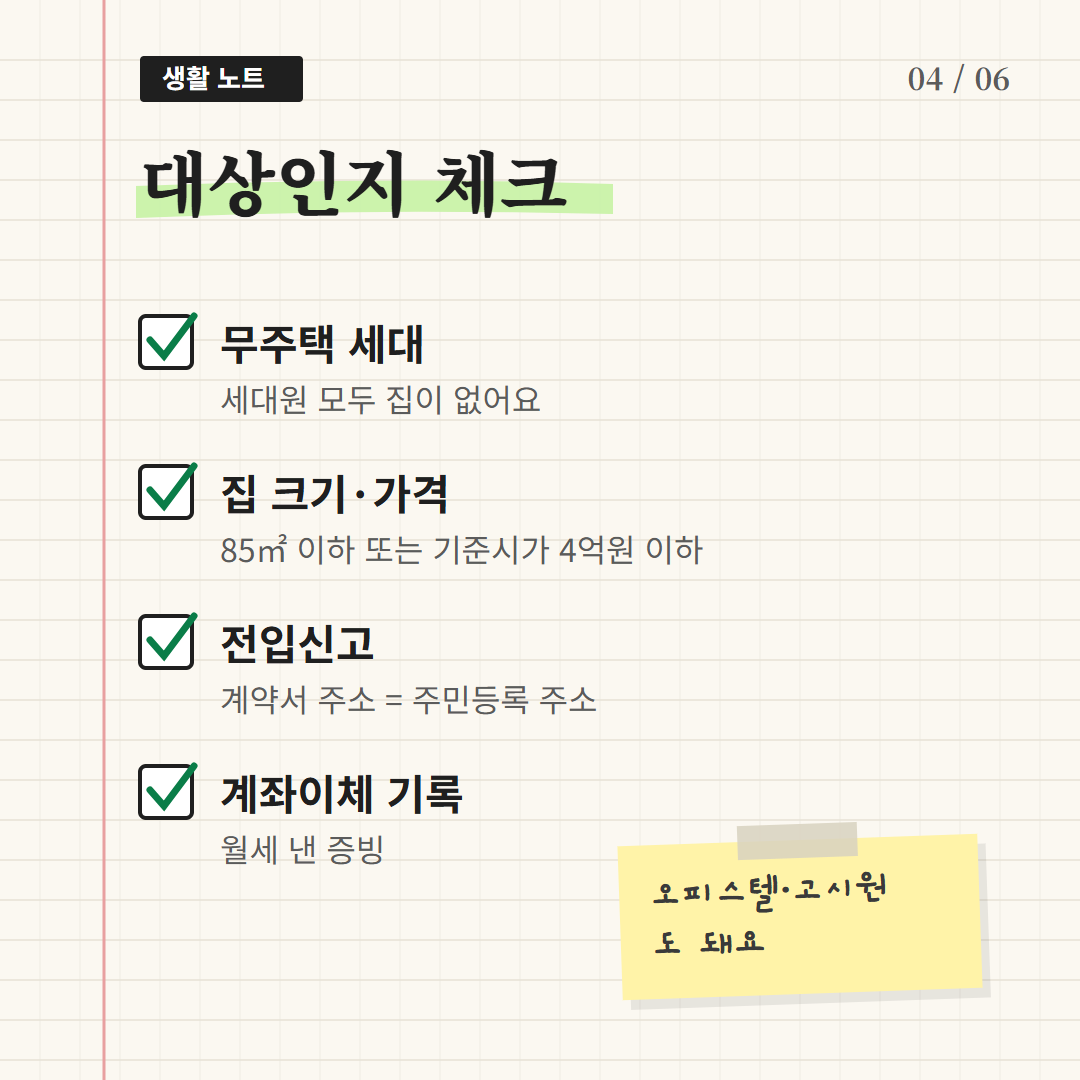 생활 노트
04 / 06
대상인지 체크
무주택 세대
세대원 모두 집이 없어요
집 크기·가격
85㎡ 이하 또는 기준시가 4억원 이하
전입신고
계약서 주소 = 주민등록 주소
계좌이체 기록
월세 낸 증빙
오피스텔·고시원
도 돼요